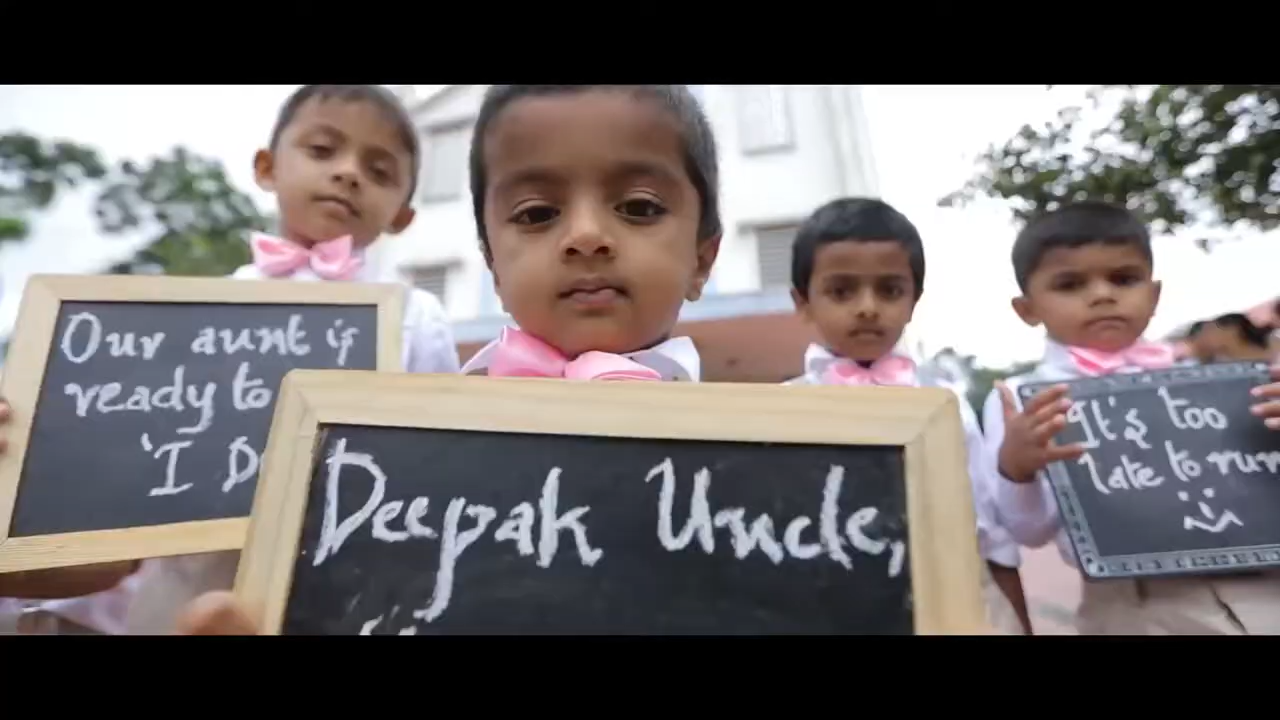 Our aunt is
ready to
'I D
Deepak Uncle,
It's too
late to run